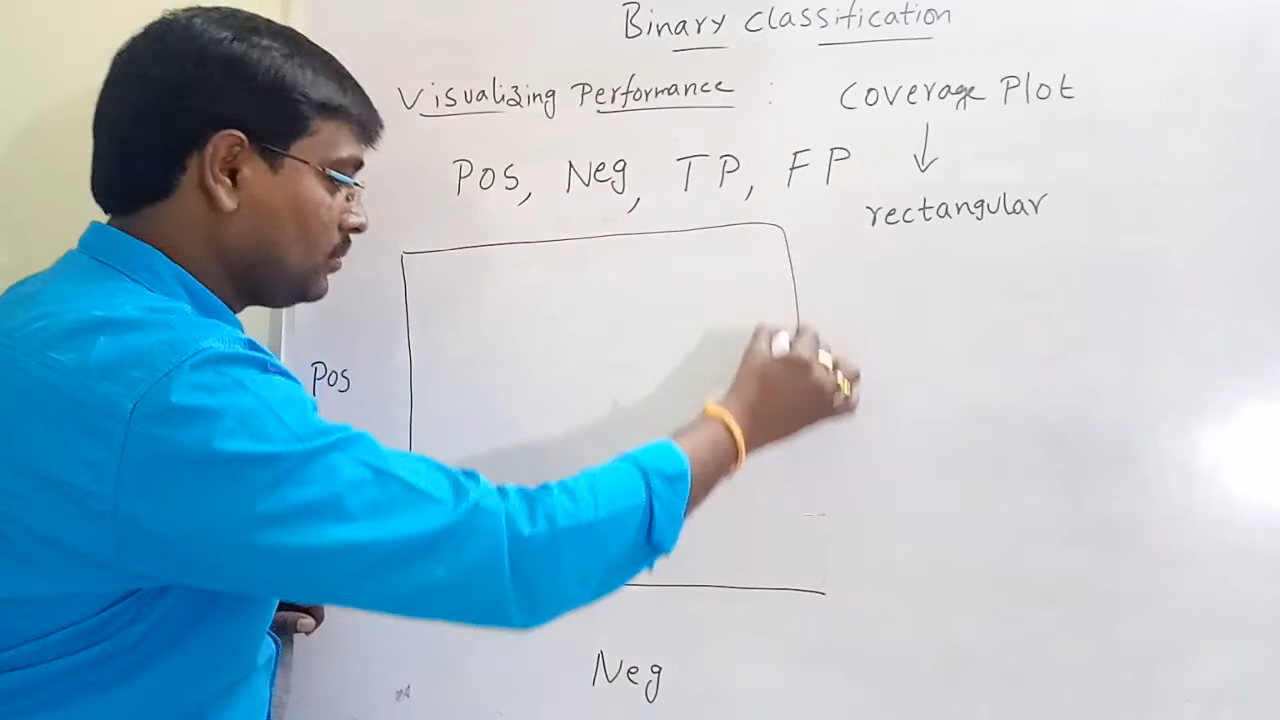 Binary Classification
Visualizing Performance : Coverage Plot
Pos, Neg, TP, FP
rectangular
Pos
Neg